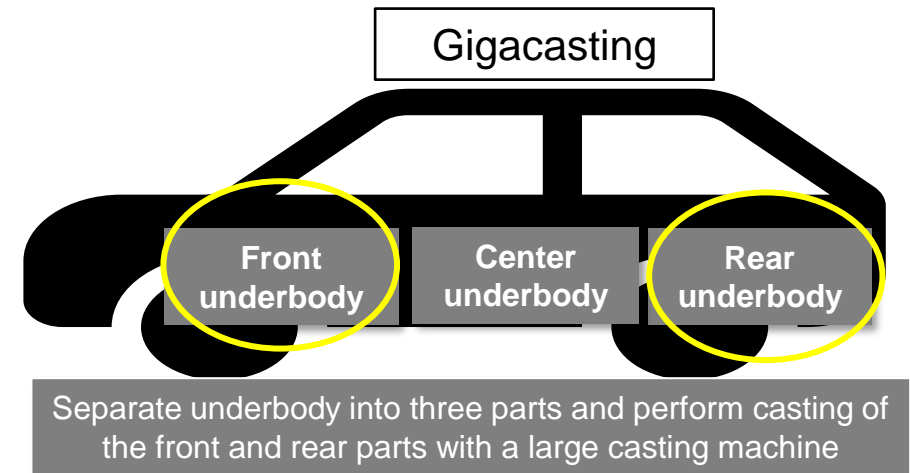 Gigacasting
Front
underbody
Center
underbody
Rear
underbody
Separate underbody into three parts and perform casting of
the front and rear parts with a large casting machine